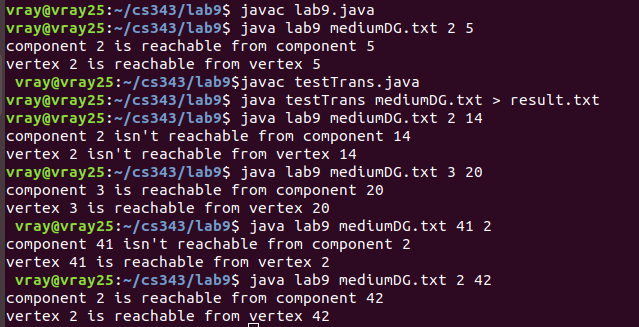 vray@vray25:~/cs343/lab9$ javac lab9.java
vray@vray25:~/cs343/lab9$ java lab9 mediumDG.txt 2 5
component 2 is reachable from component 5
vertex 2 is reachable from vertex 5
vray@vray25:~/cs343/lab9$javac testTrans.java
vray@vray25:~/cs343/lab9$ java testTrans mediumDG.txt > result.txt
vray@vray25:~/cs343/lab9$ java lab9 mediumDG.txt 2 14
component 2 isn't reachable from component 14
vertex 2 isn't reachable from vertex 14
vray@vray25:~/cs343/lab9$ java lab9 mediumDG.txt 3 20
component 3 is reachable from component 20
vertex 3 is reachable from vertex 20
vray@vray25:~/cs343/lab9$ java lab9 mediumDG.txt 41 2
component 41 isn't reachable from component 2
vertex 41 is reachable from vertex 2
vray@vray25:~/cs343/lab9$ java lab9 mediumDG.txt 2 42
component 2 is reachable from component 42
vertex 2 is reachable from vertex 42